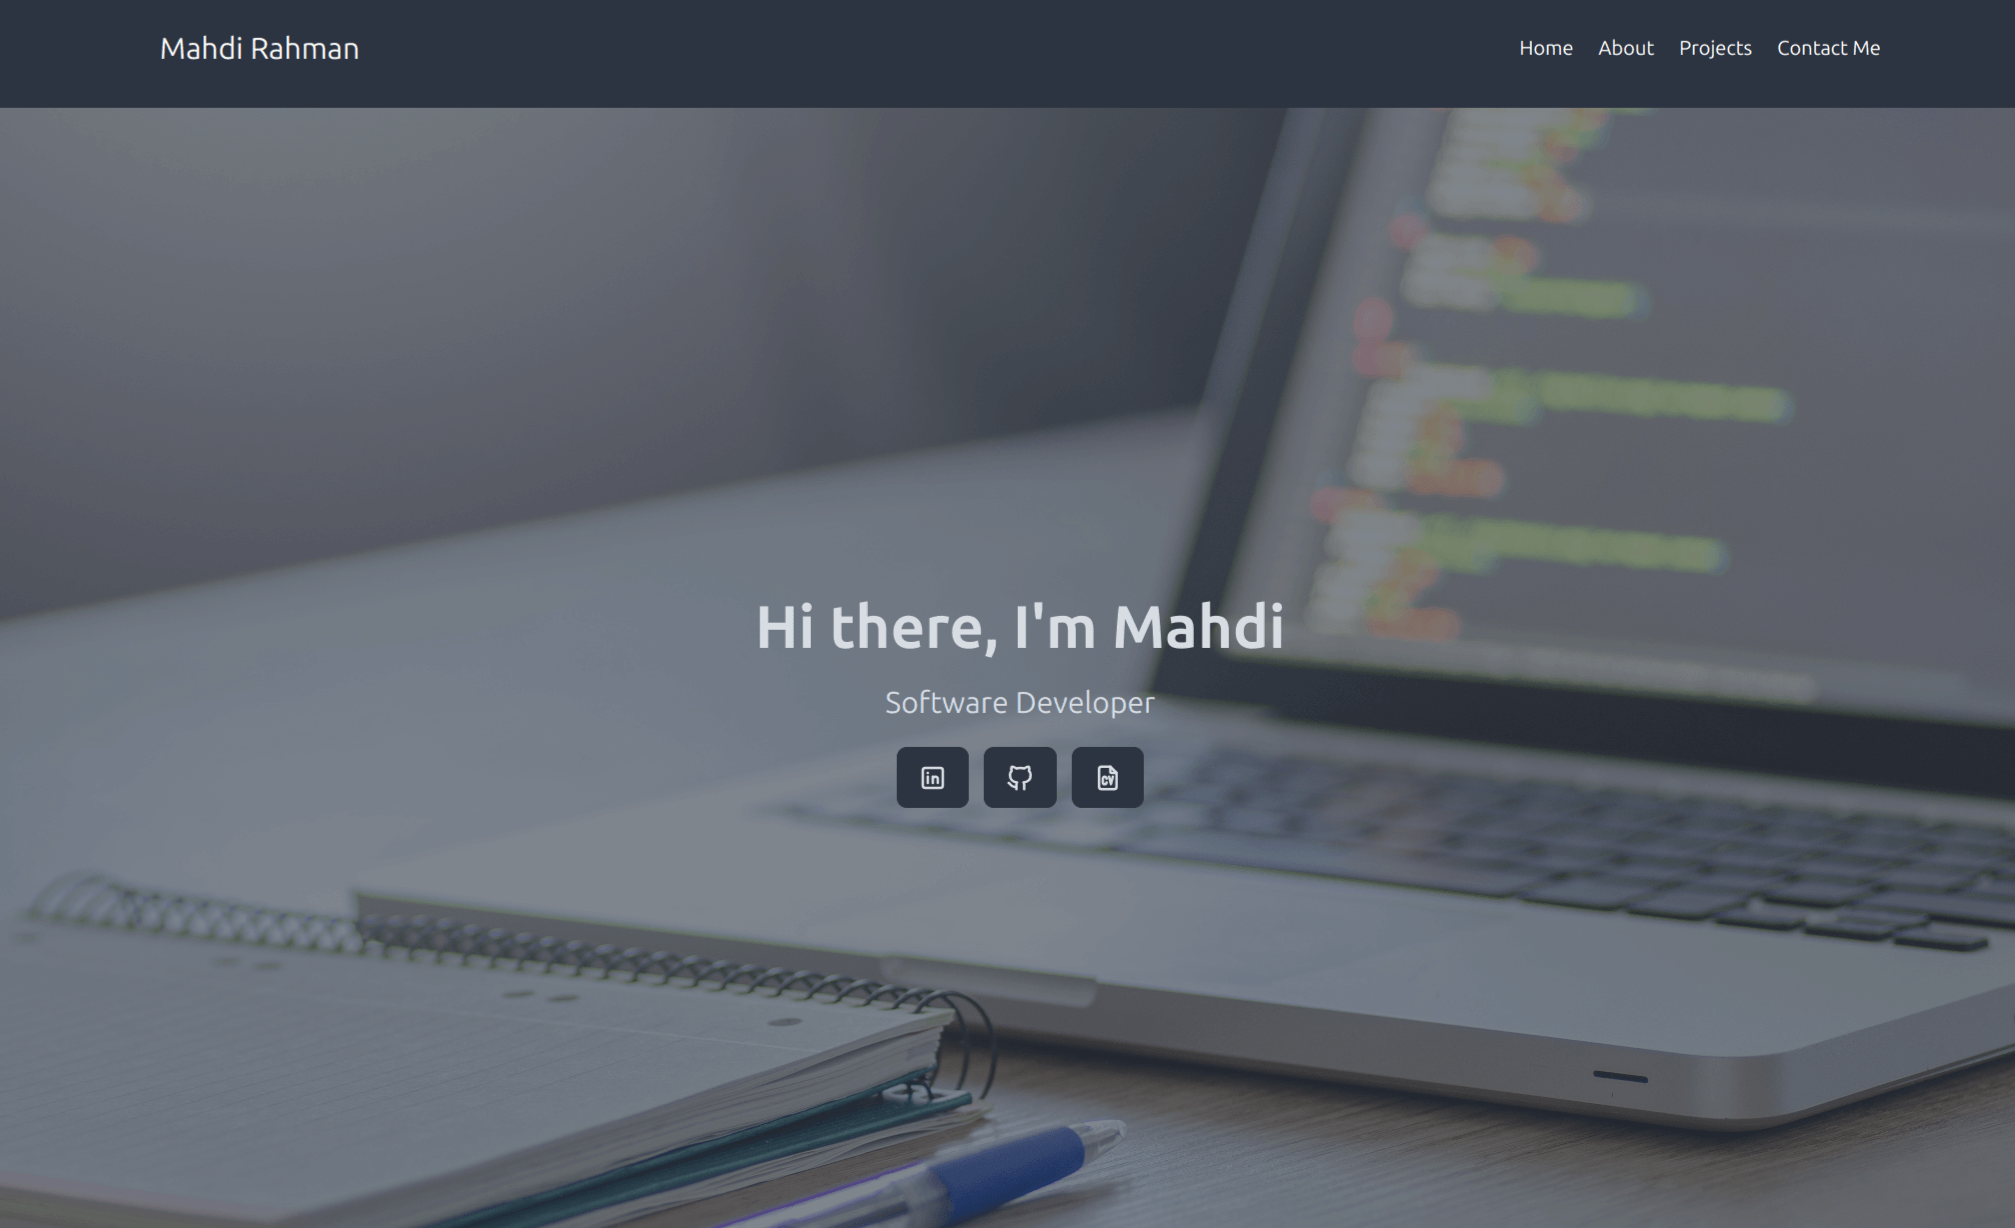 Mahdi Rahman
Home About Projects Contact Me
Hi there, I'm Mahdi
Software Developer
in
CV